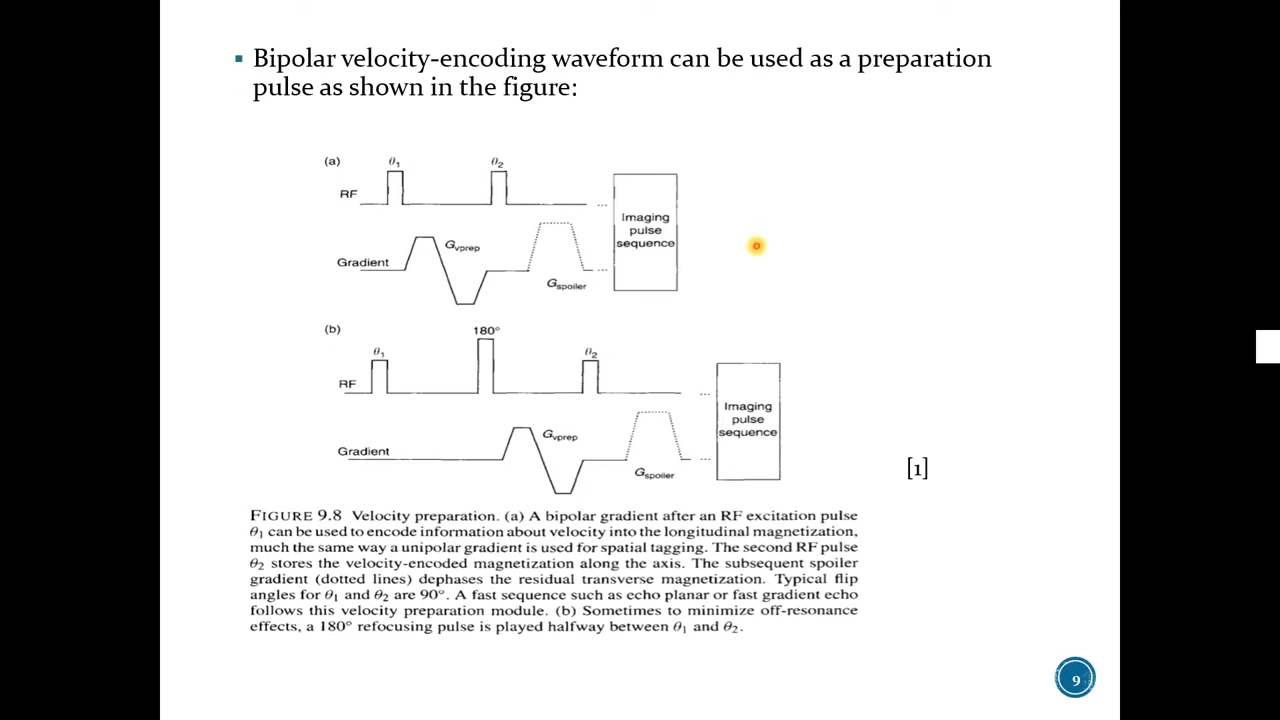 Bipolar velocity-encoding waveform can be used as a preparation
pulse as shown in the figure:
(a)
θ1
θ2
RF
Imaging
pulse
sequence
Gvprep
Gradient
Gspoiler
(b)
180°
θ1
θ2
RF
Imaging
pulse
sequence
Gvprep
Gradient
Gspoiler
[1]
FIGURE 9.8 Velocity preparation. (a) A bipolar gradient after an RF excitation pulse
θ1 can be used to encode information about velocity into the longitudinal magnetization,
much the same way a unipolar gradient is used for spatial tagging. The second RF pulse
θ2 stores the velocity-encoded magnetization along the axis. The subsequent spoiler
gradient (dotted lines) dephases the residual transverse magnetization. Typical flip
angles for θ1 and θ2 are 90°. A fast sequence such as echo planar or fast gradient echo
follows this velocity preparation module. (b) Sometimes to minimize off-resonance
effects, a 180° refocusing pulse is played halfway between θ1 and θ2.
9